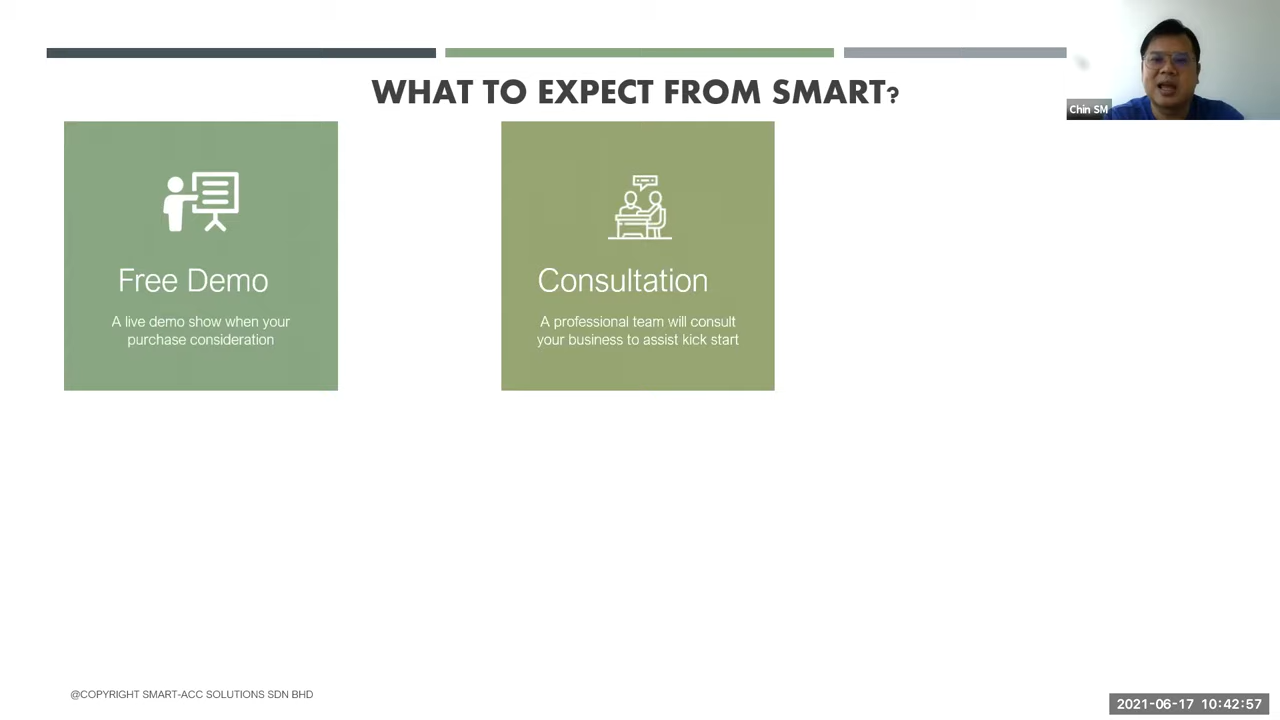 WHAT TO EXPECT FROM SMART?
Chin SM
Free Demo
A live demo show when your
purchase consideration
Consultation
A professional team will consult
your business to assist kick start
@COPYRIGHT SMART-ACC SOLUTIONS SDN BHD
2021-06-17 10:42:57